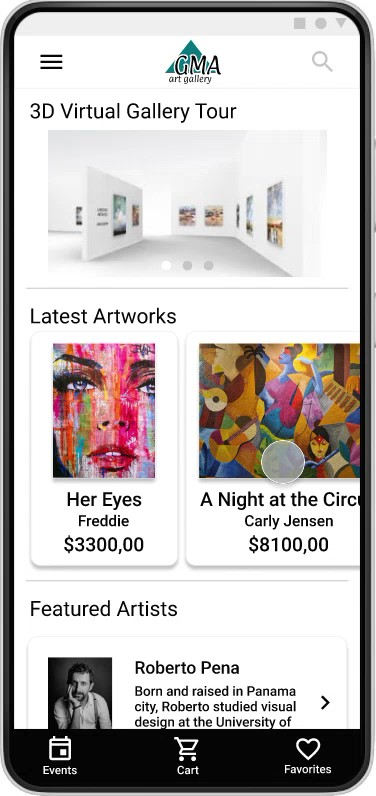 GMA
art gallery
3D Virtual Gallery Tour
Latest Artworks
Her Eyes
Freddie
$3300,00
A Night at the Circu
Carly Jensen
$8100,00
Featured Artists
Roberto Pena
Born and raised in Panama
city, Roberto studied visual
design at the University of
Events
Cart
Favorites